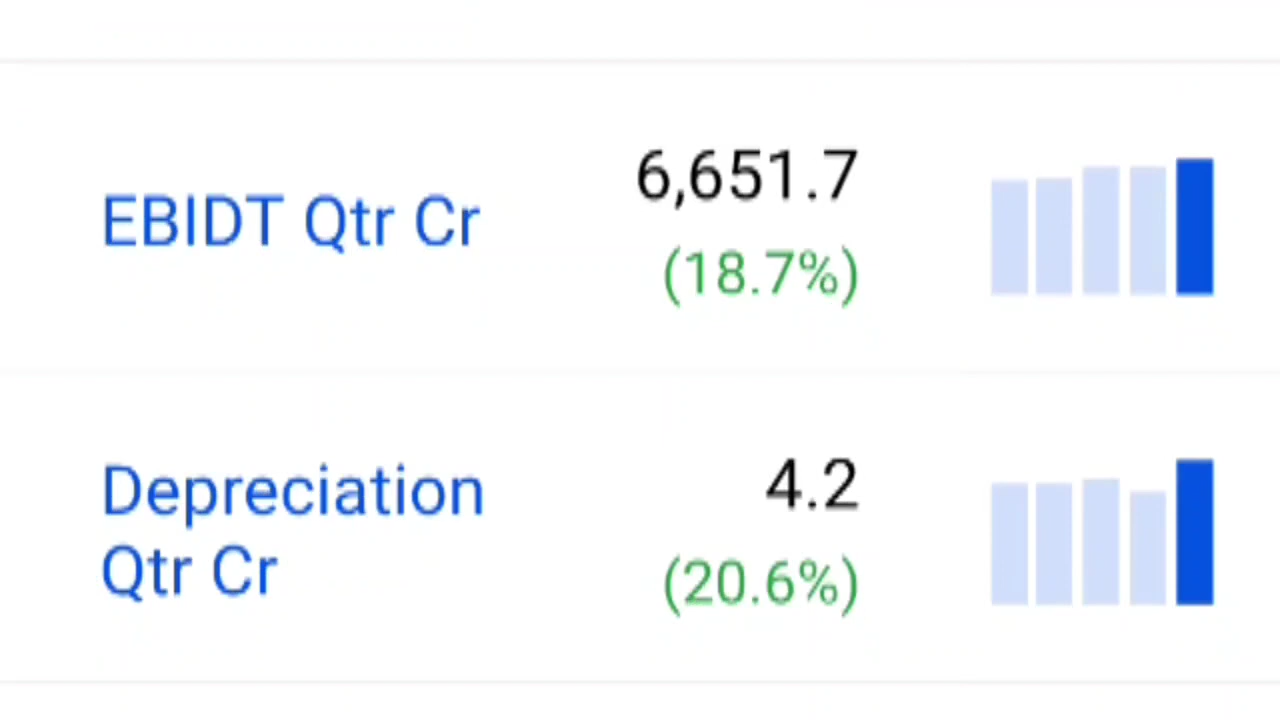 EBIDT Qtr Cr
6,651.7
(18.7%)
Depreciation
Qtr Cr
4.2
(20.6%)